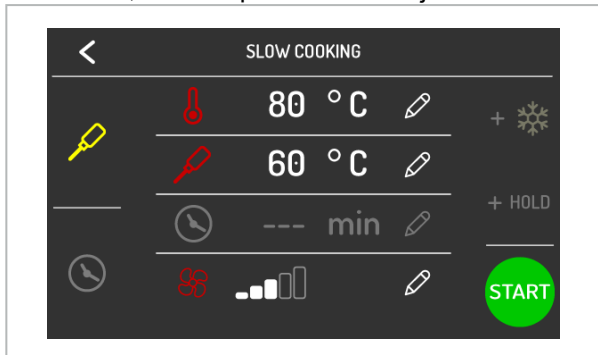 SLOW COOKING
80 °C
+
60 °C
+ HOLD
--- min
START